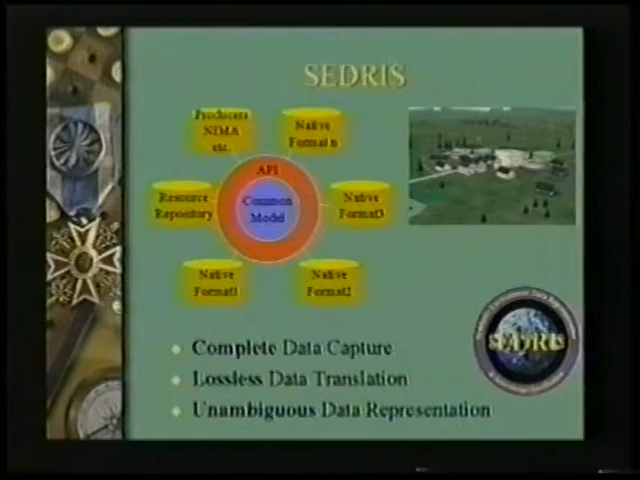 SEDRIS
Producers
NIMA
etc.
Native
Format n
API
Resource
Repository
Common
Model
Native
Format3
Native
Format1
Native
Format2
SEDRIS
Complete Data Capture
Lossless Data Translation
Unambiguous Data Representation